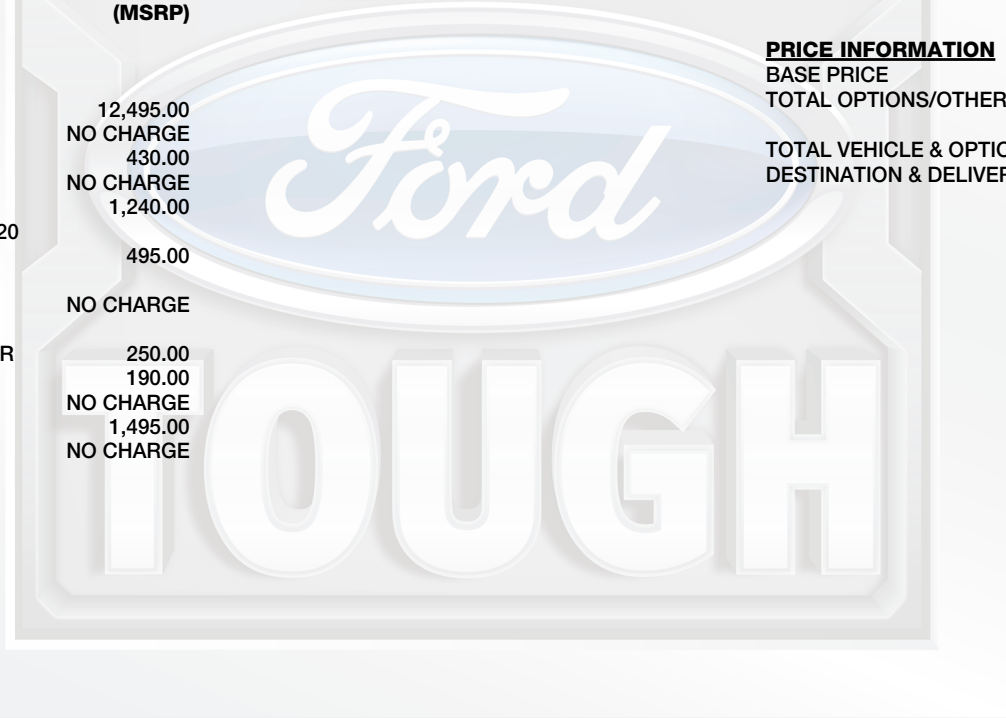 (MSRP)
12,495.00
NO CHARGE
430.00
NO CHARGE
1,240.00
20
495.00
NO CHARGE
R 250.00
190.00
NO CHARGE
1,495.00
NO CHARGE
PRICE INFORMATION
BASE PRICE
TOTAL OPTIONS/OTHER
TOTAL VEHICLE & OPTIO
DESTINATION & DELIVER
Ford
TOUGH